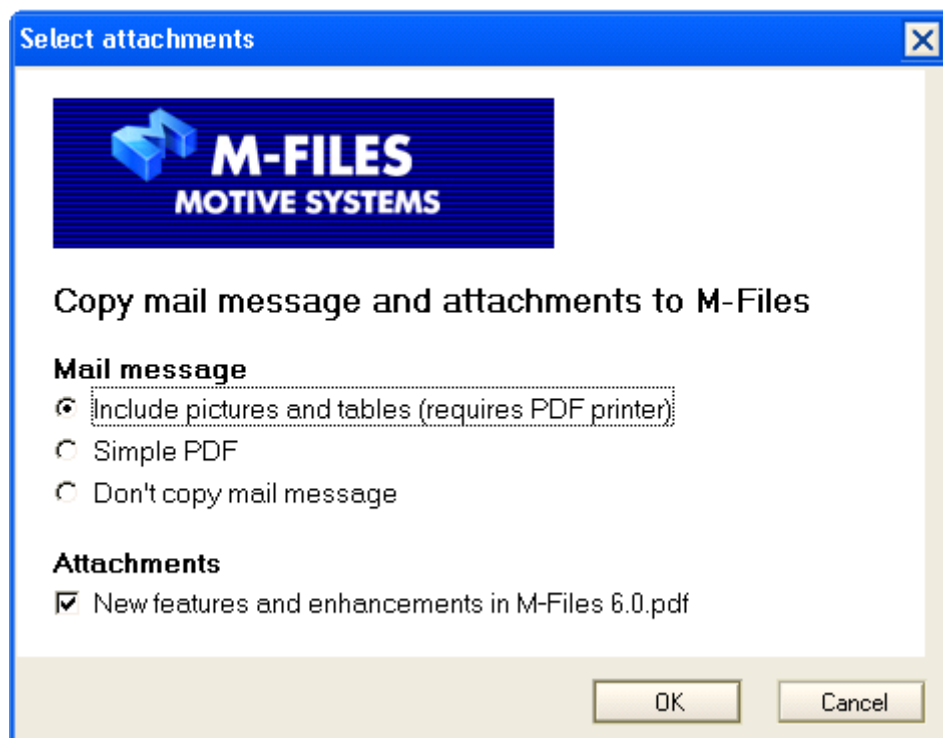 Select attachments
M-FILES
MOTIVE SYSTEMS
Copy mail message and attachments to M-Files
Mail message
Include pictures and tables (requires PDF printer)
Simple PDF
Don't copy mail message
Attachments
New features and enhancements in M-Files 6.0.pdf
OK Cancel